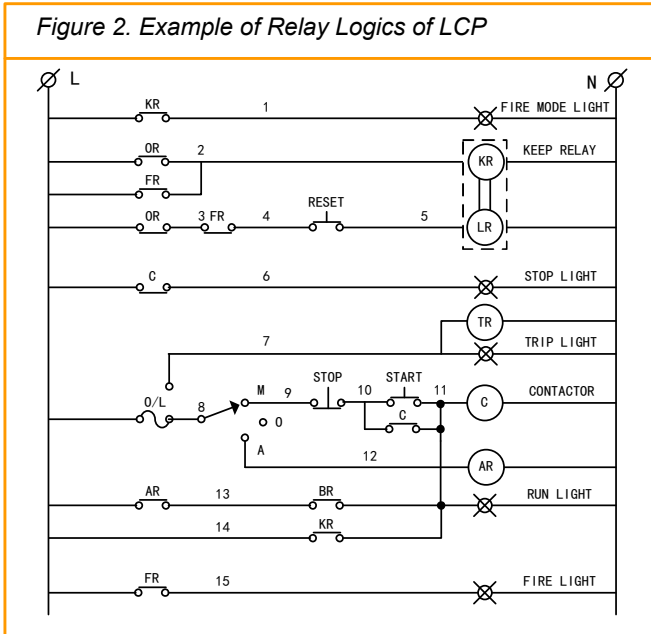 Figure 2. Example of Relay Logics of LCP
L N
KR 1 FIRE MODE LIGHT
OR 2 KR KEEP RELAY
FR
OR 3 FR 4 RESET 5 LR
C 6 STOP LIGHT
TR
7 TRIP LIGHT
O/L 8 M 9 STOP 10 START 11 C CONTACTOR
O C
A 12 AR
AR 13 BR RUN LIGHT
14 KR
FR 15 FIRE LIGHT